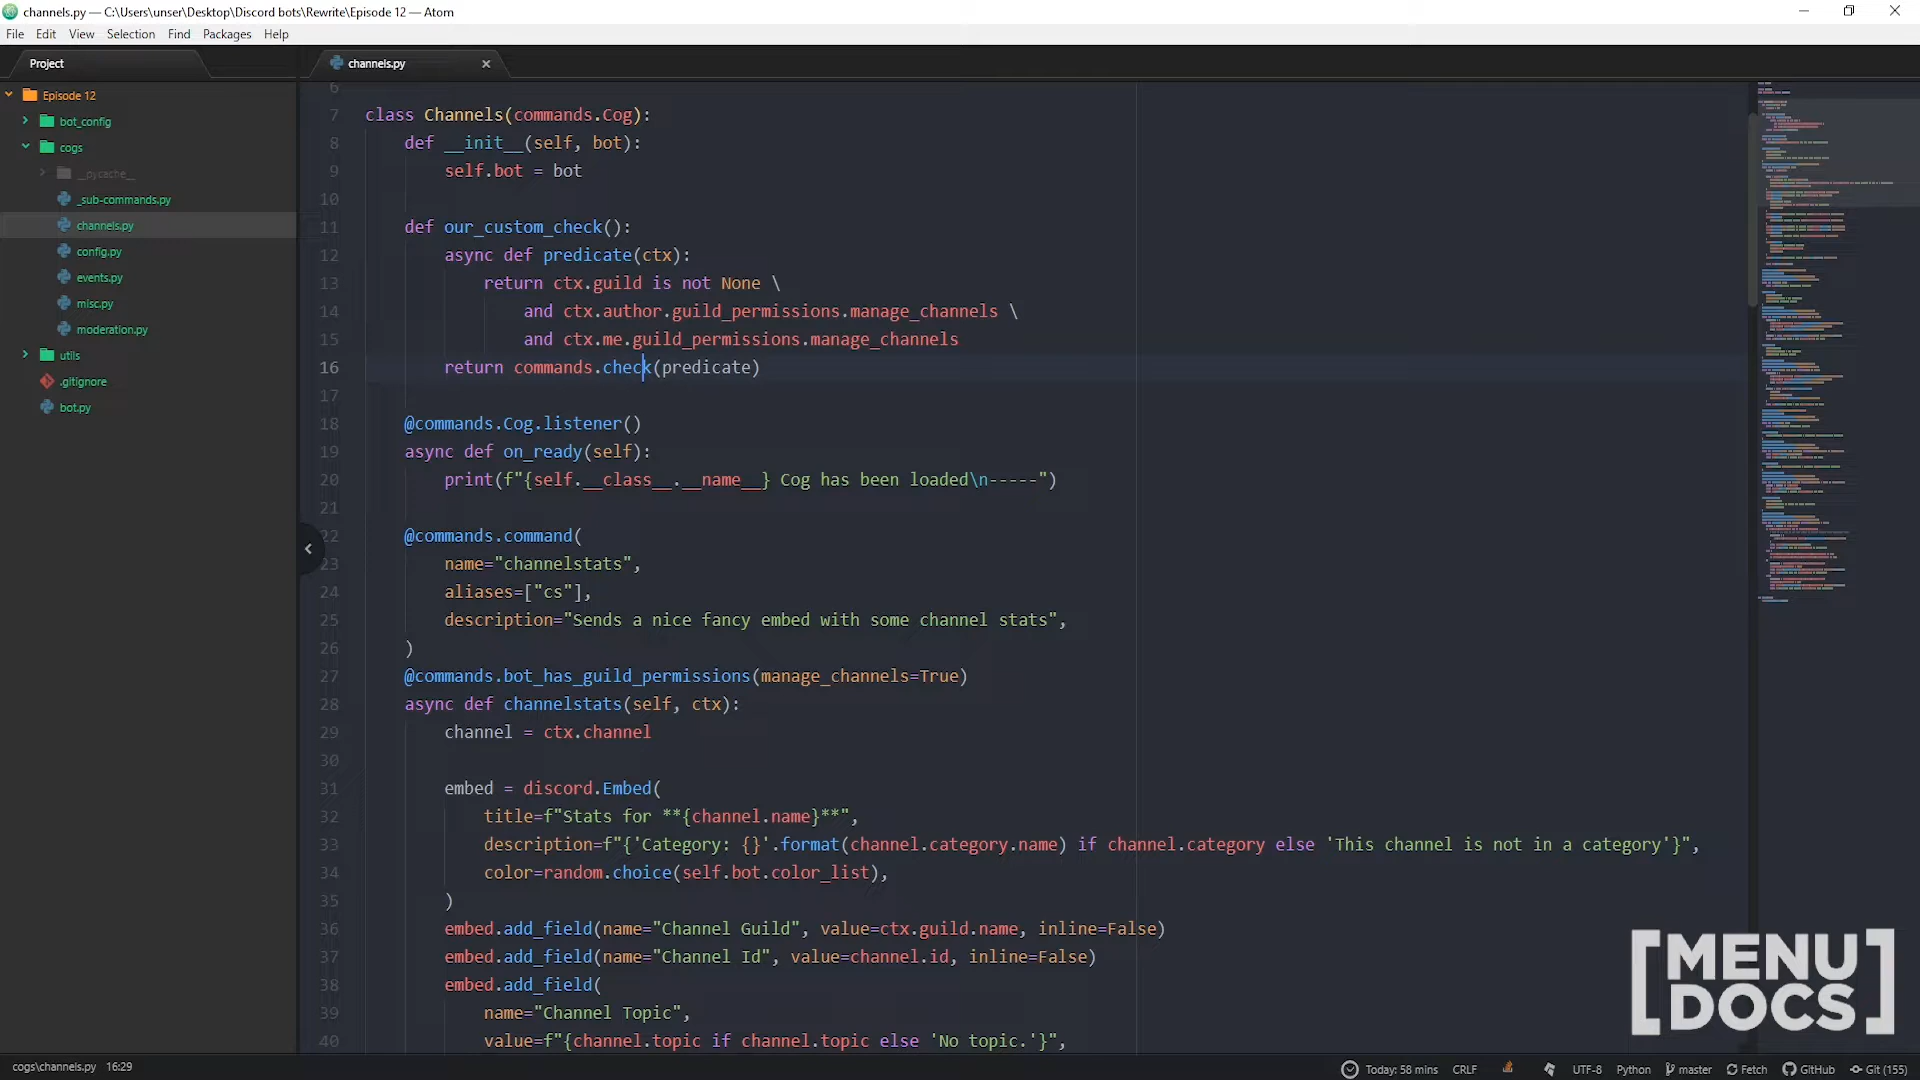 channels.py — C:\Users\unser\Desktop\Discord bots\Rewrite\Episode 12 — Atom
File Edit View Selection Find Packages Help
Project
channels.py
Episode 12
bot_config
cogs
__pycache__
_sub-commands.py
channels.py
config.py
events.py
misc.py
moderation.py
utils
.gitignore
bot.py
6
7 class Channels(commands.Cog):
8     def __init__(self, bot):
9         self.bot = bot
10
11     def our_custom_check():
12         async def predicate(ctx):
13             return ctx.guild is not None \
14                 and ctx.author.guild_permissions.manage_channels \
15                 and ctx.me.guild_permissions.manage_channels
16         return commands.check(predicate)
17
18     @commands.Cog.listener()
19     async def on_ready(self):
20         print(f"{self.__class__.__name__} Cog has been loaded\n-----")
21
22     @commands.command(
23         name="channelstats",
24         aliases=["cs"],
25         description="Sends a nice fancy embed with some channel stats",
26     )
27     @commands.bot_has_guild_permissions(manage_channels=True)
28     async def channelstats(self, ctx):
29         channel = ctx.channel
30
31         embed = discord.Embed(
32             title=f"Stats for **{channel.name}**",
33             description=f"{'Category: {}'.format(channel.category.name) if channel.category else 'This channel is not in a category'}",
34             color=random.choice(self.bot.color_list),
35         )
36         embed.add_field(name="Channel Guild", value=ctx.guild.name, inline=False)
37         embed.add_field(name="Channel Id", value=channel.id, inline=False)
38         embed.add_field(
39             name="Channel Topic",
40             value=f"{channel.topic if channel.topic else 'No topic.'}",
[MENU DOCS]
cogs\channels.py 16:29
Today: 58 mins CRLF UTF-8 Python master Fetch GitHub Git (155)